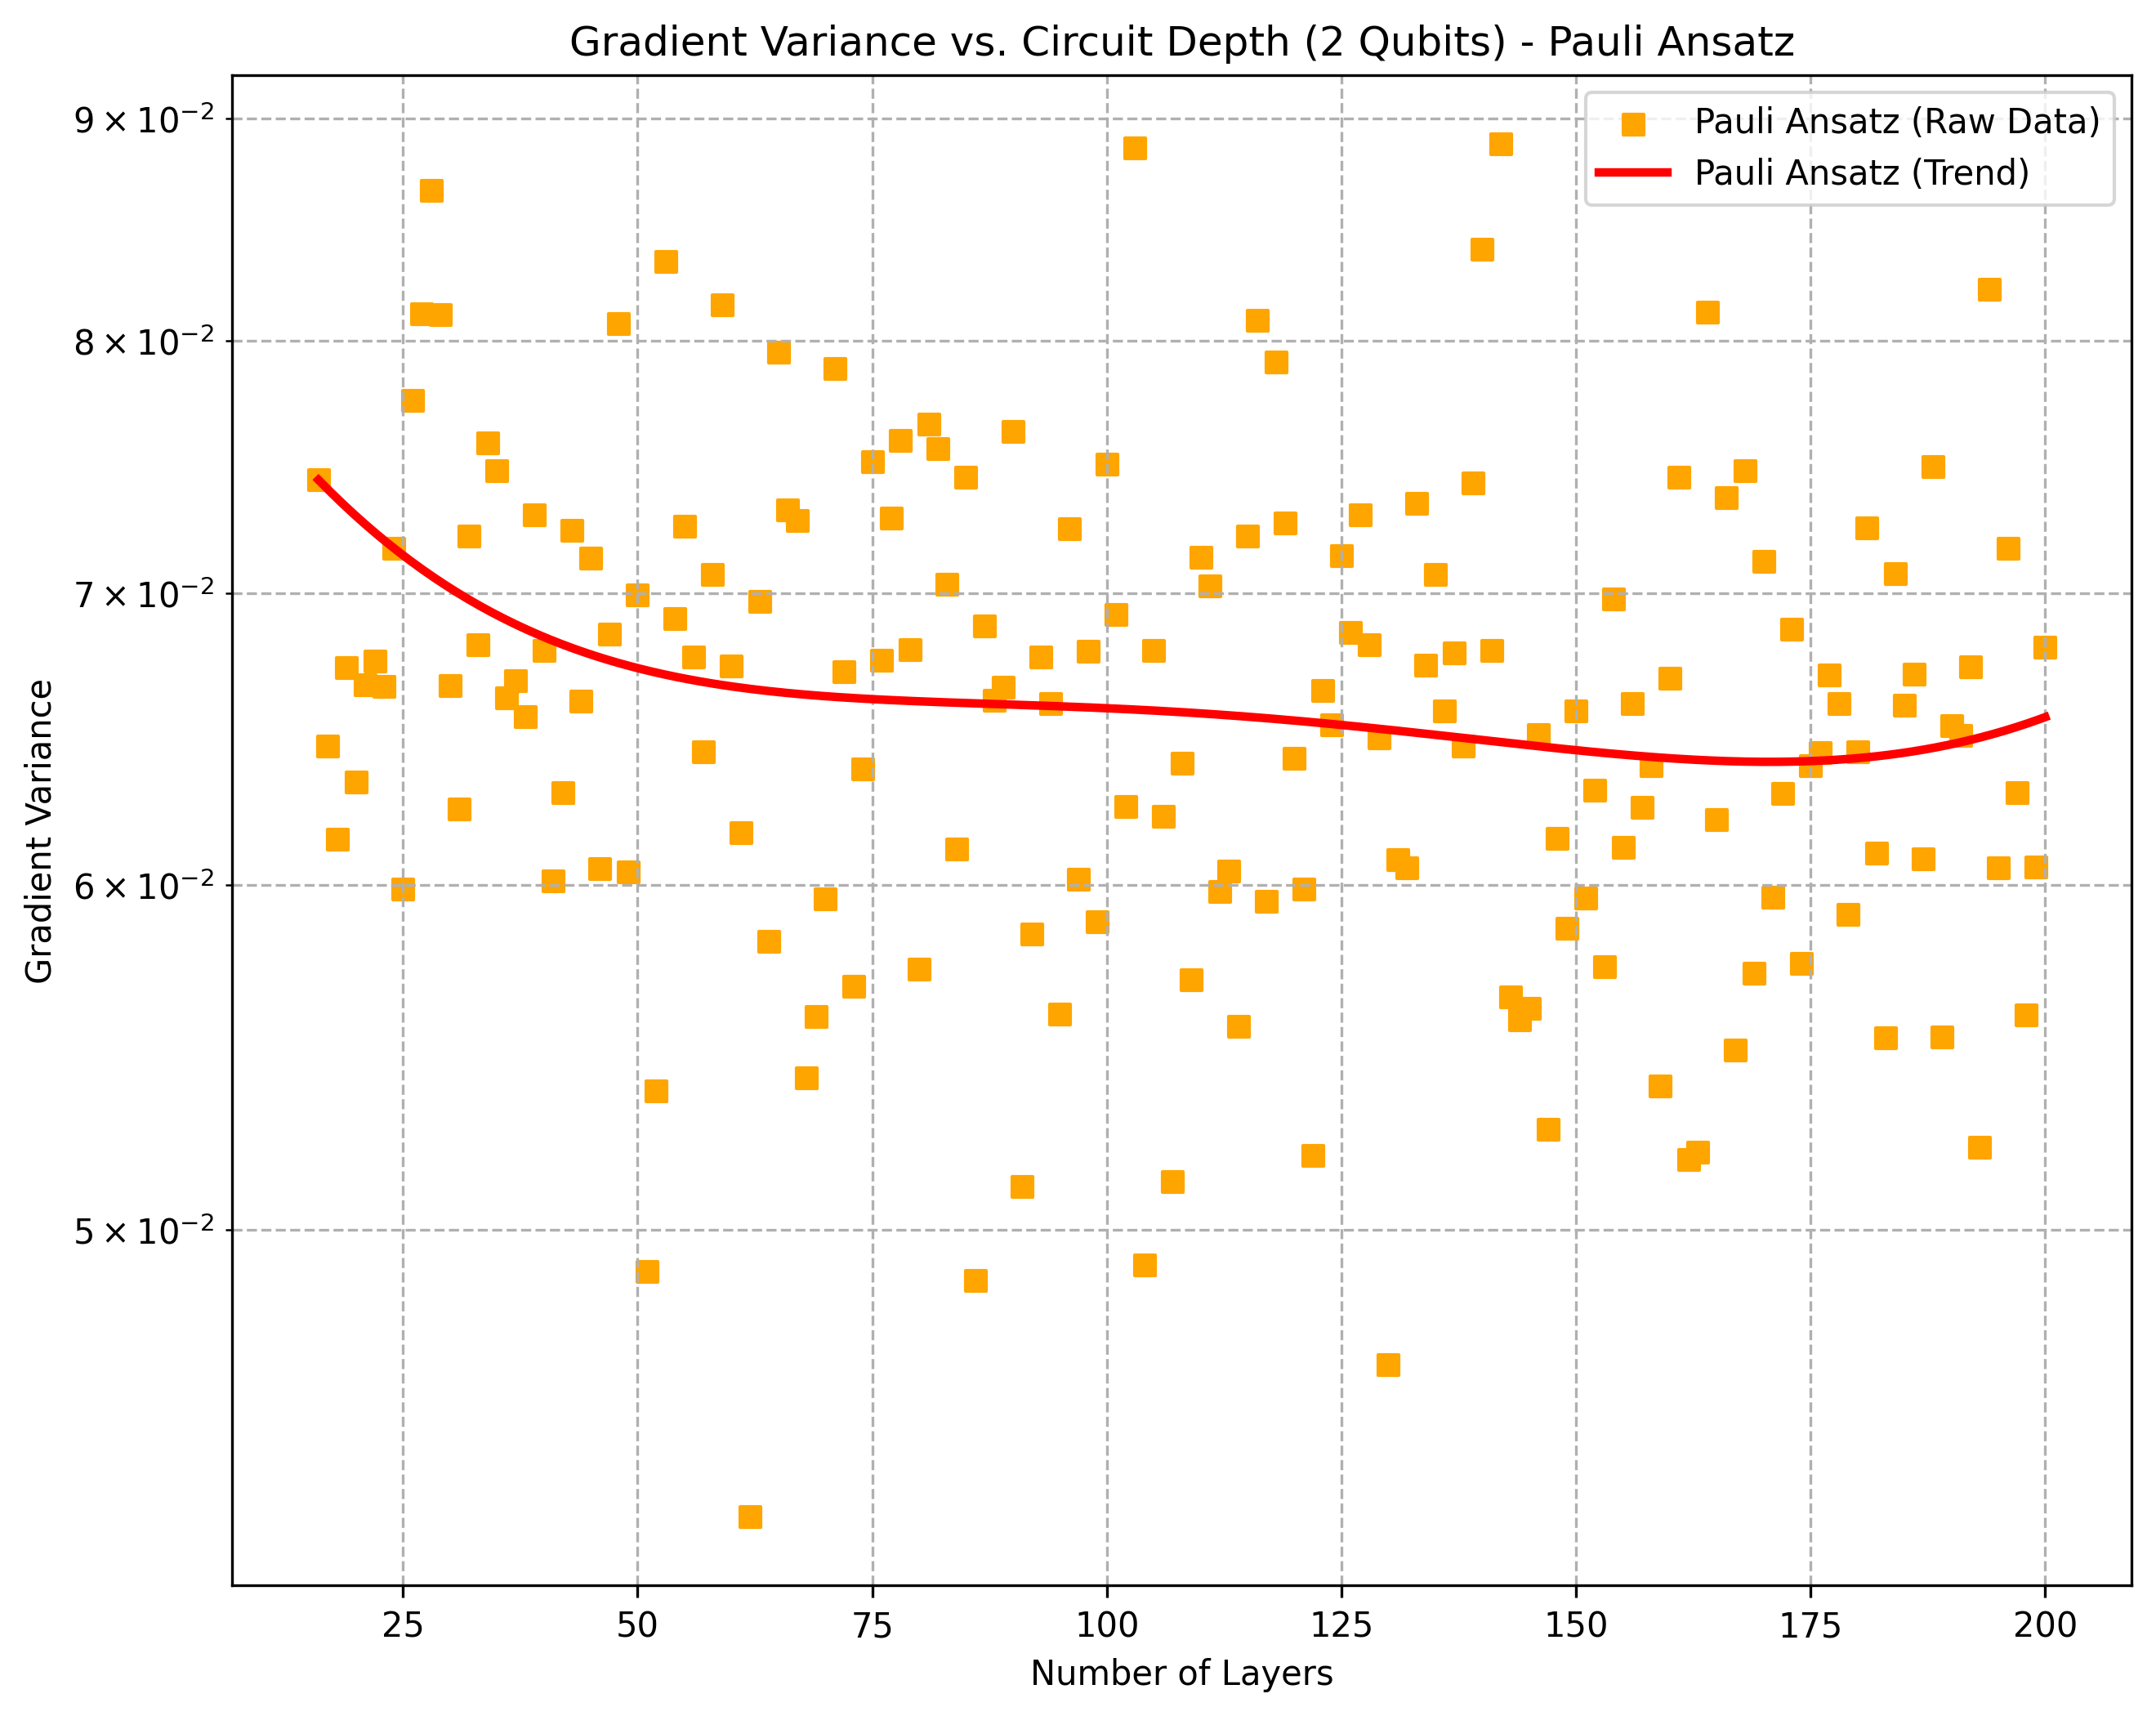 Gradient Variance vs. Circuit Depth (2 Qubits) - Pauli Ansatz
Pauli Ansatz (Raw Data)
Pauli Ansatz (Trend)
9 × 10⁻²
8 × 10⁻²
7 × 10⁻²
6 × 10⁻²
5 × 10⁻²
Gradient Variance
25 50 75 100 125 150 175 200
Number of Layers